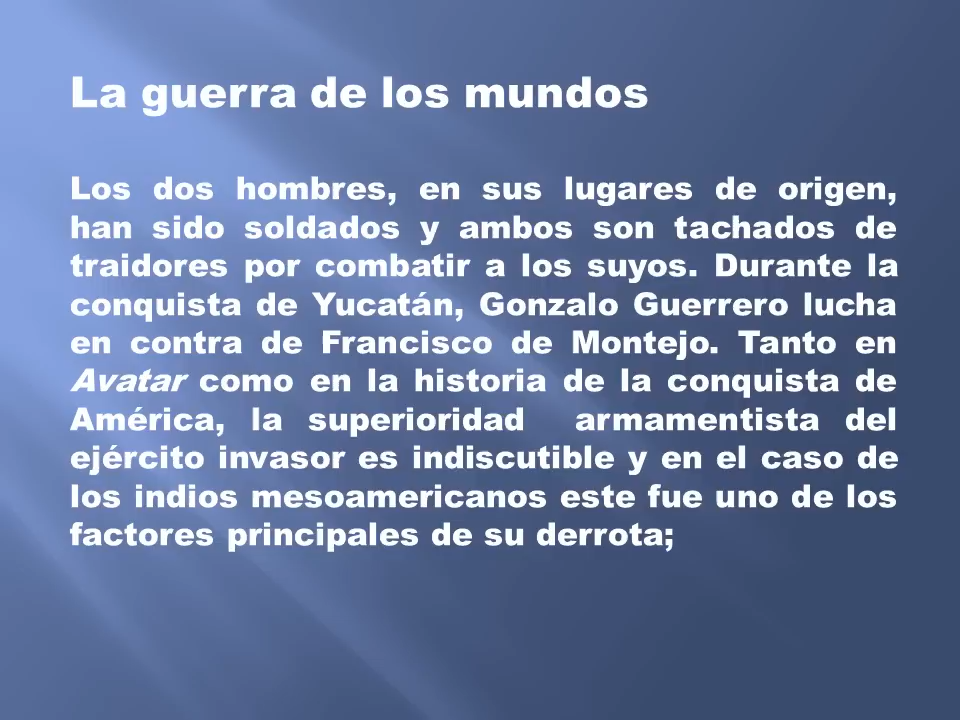 La guerra de los mundos
Los dos hombres, en sus lugares de origen,
han sido soldados y ambos son tachados de
traidores por combatir a los suyos. Durante la
conquista de Yucatán, Gonzalo Guerrero lucha
en contra de Francisco de Montejo. Tanto en
Avatar como en la historia de la conquista de
América, la superioridad armamentista del
ejército invasor es indiscutible y en el caso de
los indios mesoamericanos este fue uno de los
factores principales de su derrota;